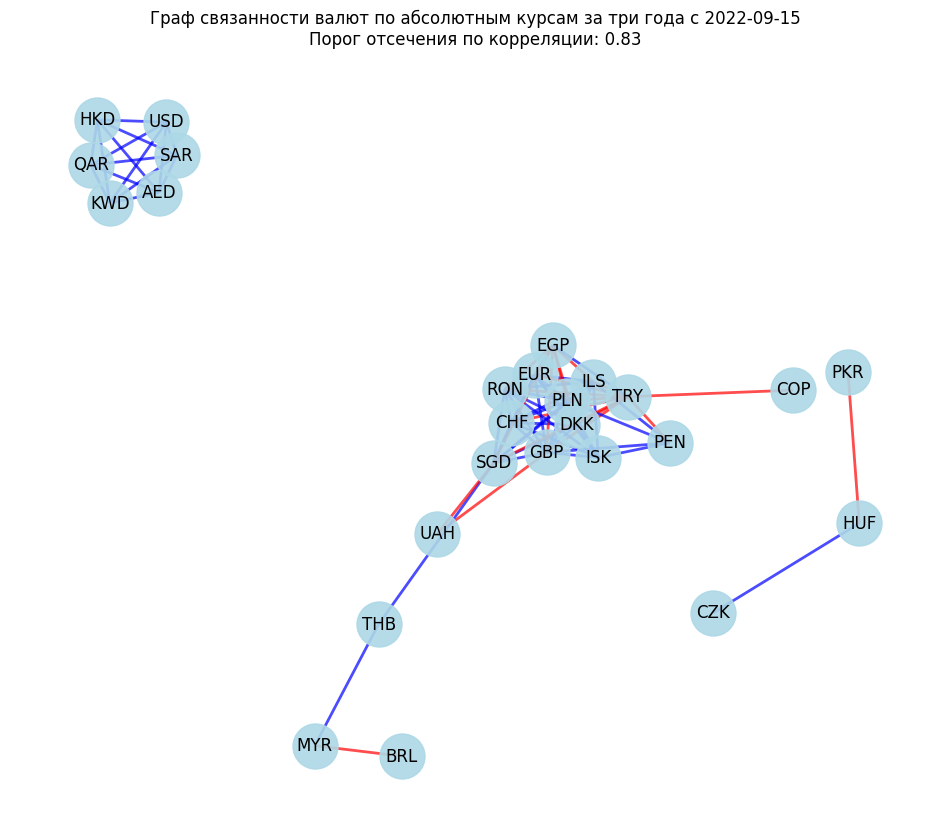 Граф связанности валют по абсолютным курсам за три года с 2022-09-15
Порог отсечения по корреляции: 0.83
HKD
USD
SAR
QAR
AED
KWD
EGP
EUR
ILS
RON
PLN
TRY
COP
PKR
CHF
DKK
PEN
GBP
ISK
SGD
UAH
HUF
CZK
THB
MYR
BRL